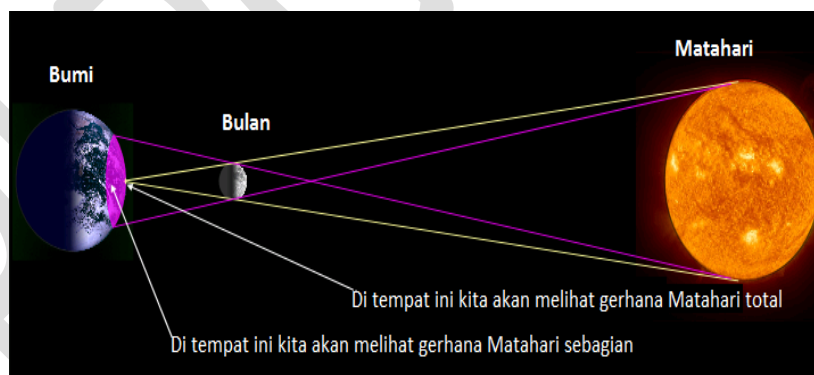 Matahari
Bumi
Bulan
Di tempat ini kita akan melihat gerhana Matahari total
Di tempat ini kita akan melihat gerhana Matahari sebagian